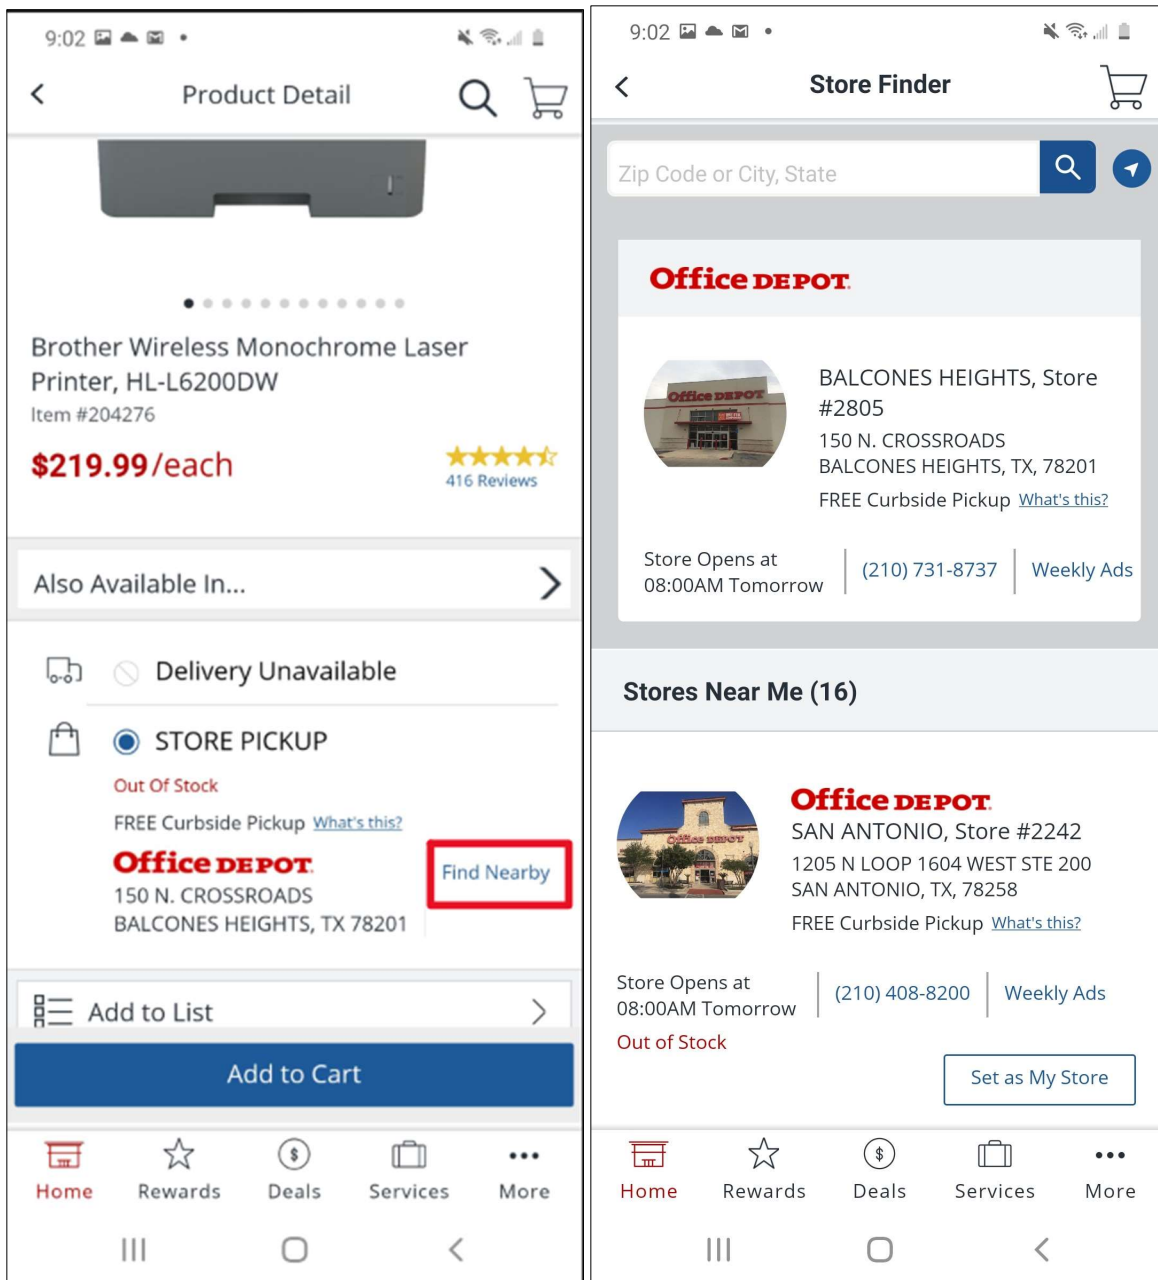 9:02
Product Detail
Brother Wireless Monochrome Laser
Printer, HL-L6200DW
Item #204276
$219.99/each
416 Reviews
Also Available In...
Delivery Unavailable
STORE PICKUP
Out Of Stock
FREE Curbside Pickup What's this?
Office DEPOT.
150 N. CROSSROADS
BALCONES HEIGHTS, TX 78201
Find Nearby
Add to List
Add to Cart
Home Rewards Deals Services More
9:02
Store Finder
Zip Code or City, State
Office DEPOT.
Office DEPOT
BALCONES HEIGHTS, Store
#2805
150 N. CROSSROADS
BALCONES HEIGHTS, TX, 78201
FREE Curbside Pickup What's this?
Store Opens at
08:00AM Tomorrow
(210) 731-8737
Weekly Ads
Stores Near Me (16)
Office DEPOT.
Office DEPOT
SAN ANTONIO, Store #2242
1205 N LOOP 1604 WEST STE 200
SAN ANTONIO, TX, 78258
FREE Curbside Pickup What's this?
Store Opens at
08:00AM Tomorrow
(210) 408-8200
Weekly Ads
Out of Stock
Set as My Store
Home Rewards Deals Services More